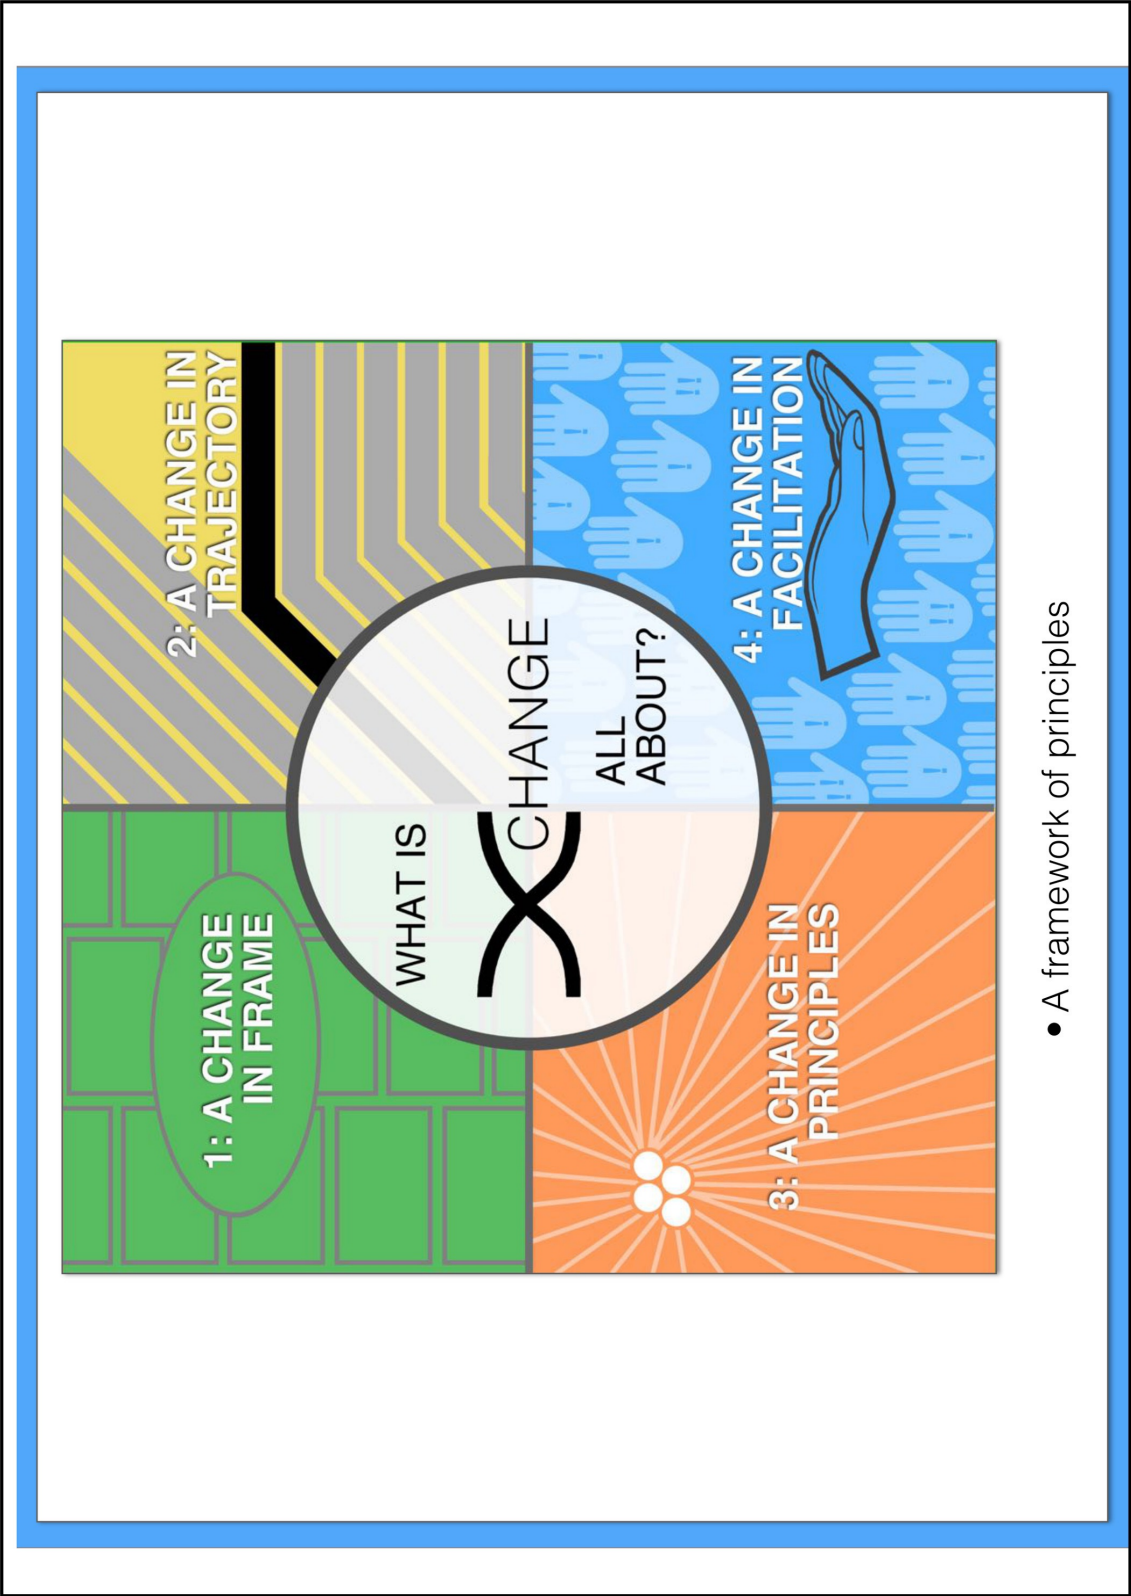 1: A CHANGE
IN FRAME
2: A CHANGE IN
TRAJECTORY
WHAT IS
CHANGE
ALL
ABOUT?
3: A CHANGE IN
PRINCIPLES
4: A CHANGE IN
FACILITATION
• A framework of principles